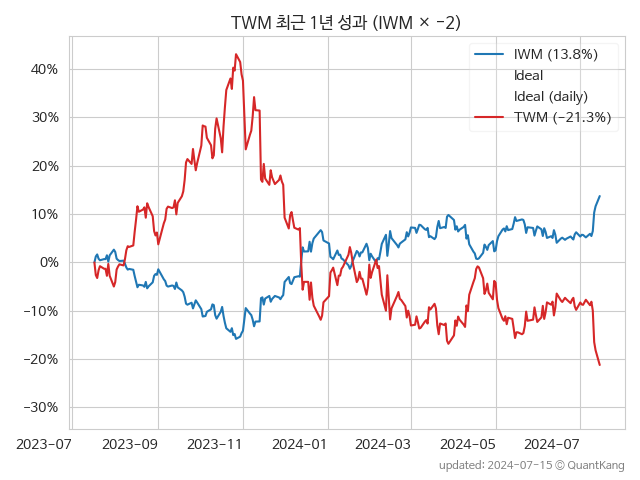 TWM 최근 1년 성과 (IWM × −2)
IWM (13.8%)
Ideal
Ideal (daily)
TWM (−21.3%)
40%
30%
20%
10%
0%
−10%
−20%
−30%
2023-07
2023-09
2023-11
2024-01
2024-03
2024-05
2024-07
updated: 2024-07-15 © QuantKang